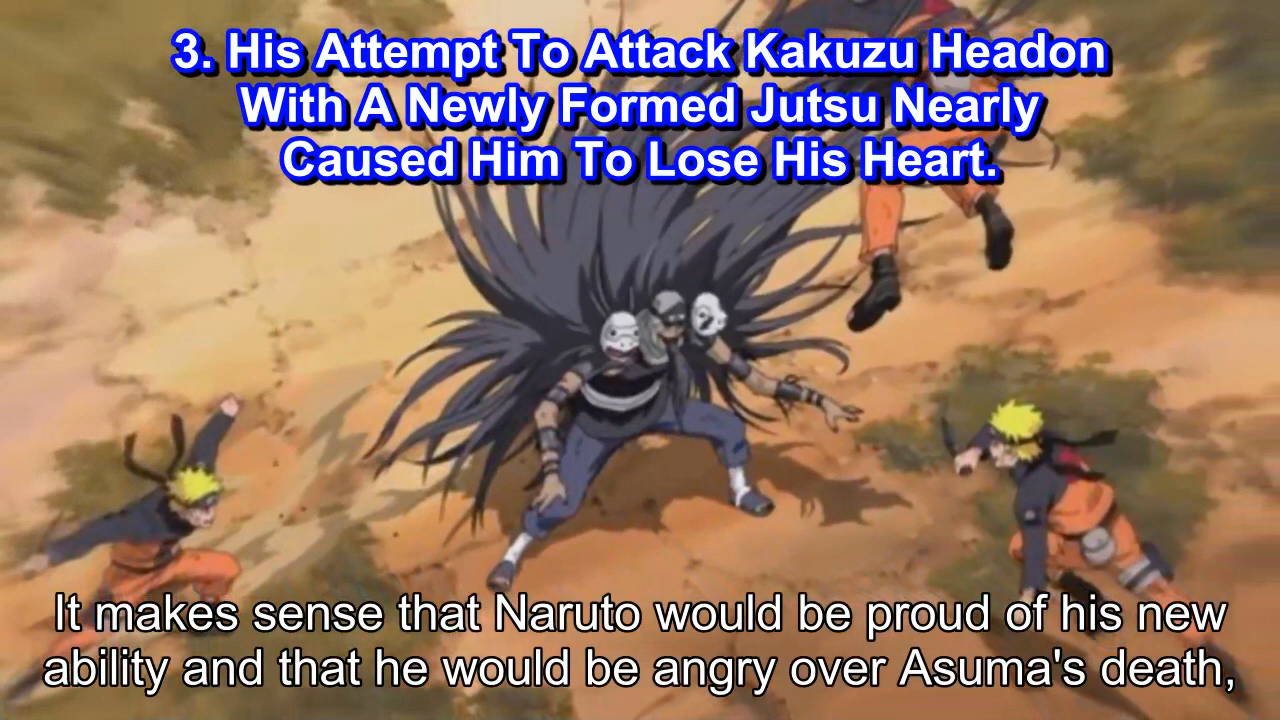 3. His Attempt To Attack Kakuzu Headon
With A Newly Formed Jutsu Nearly
Caused Him To Lose His Heart.
It makes sense that Naruto would be proud of his new
ability and that he would be angry over Asuma's death,